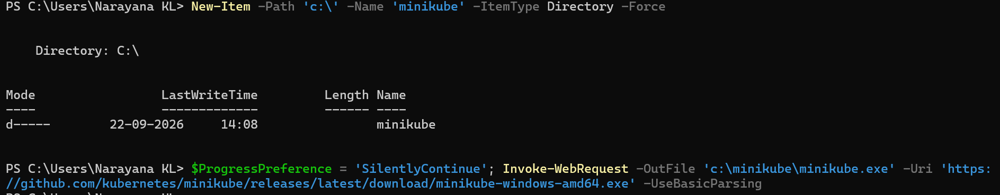 PS C:\Users\Narayana KL> New-Item -Path 'c:\' -Name 'minikube' -ItemType Directory -Force
Directory: C:\
Mode LastWriteTime Length Name
---- ------------- ------ ----
d----- 22-09-2026 14:08 minikube
PS C:\Users\Narayana KL> $ProgressPreference = 'SilentlyContinue'; Invoke-WebRequest -OutFile 'c:\minikube\minikube.exe' -Uri 'https:
//github.com/kubernetes/minikube/releases/latest/download/minikube-windows-amd64.exe' -UseBasicParsing